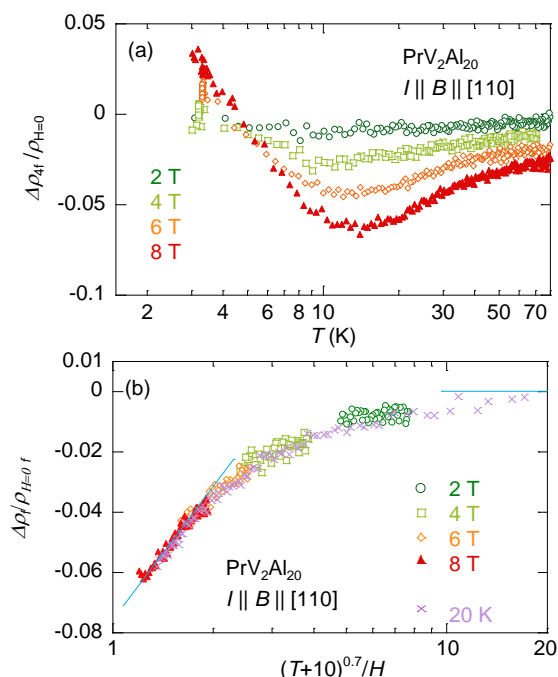 0.05
(a)
PrV2Al20
I || B || [110]
0
-0.05
-0.1
Δρ4f /ρH=0
2 T
4 T
6 T
8 T
2 4 6 8 10 30 50 70
T (K)
0.01
(b)
0
-0.02
-0.04
-0.06
-0.08
Δρf/ρH=0 f
2 T
4 T
6 T
8 T
20 K
PrV2Al20
I || B || [110]
1 2 10 20
(T+10)^0.7/H